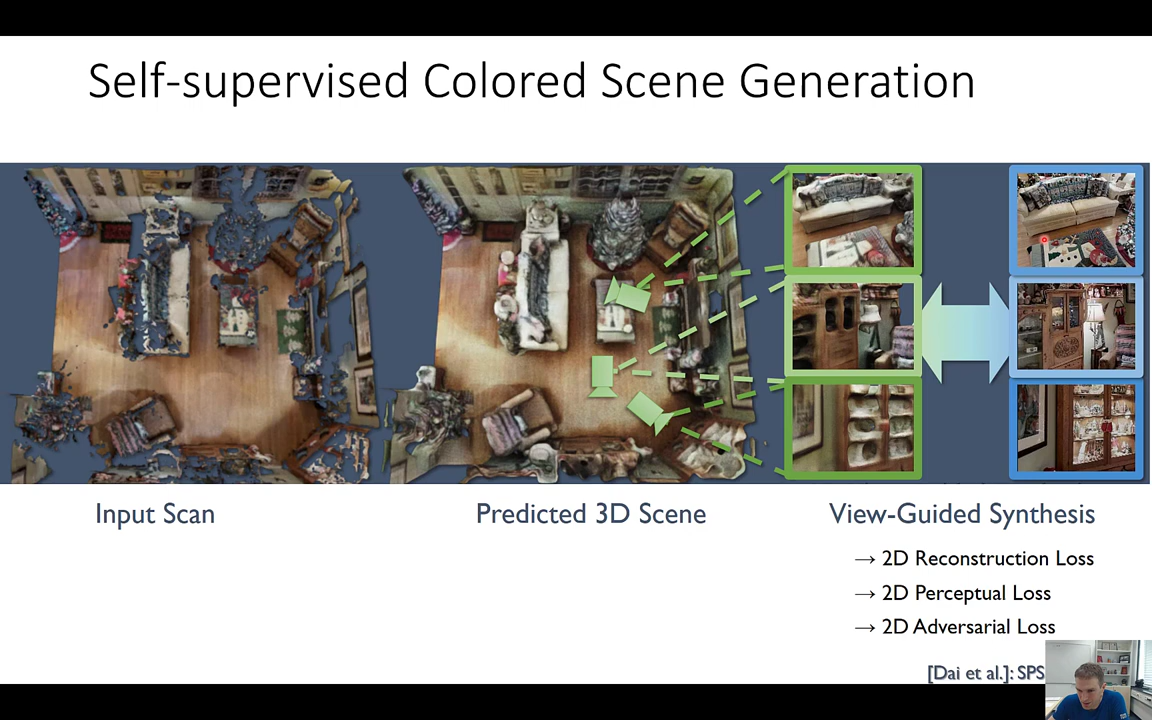 Self-supervised Colored Scene Generation
Input Scan
Predicted 3D Scene
View-Guided Synthesis
→ 2D Reconstruction Loss
→ 2D Perceptual Loss
→ 2D Adversarial Loss
[Dai et al.]: SPS